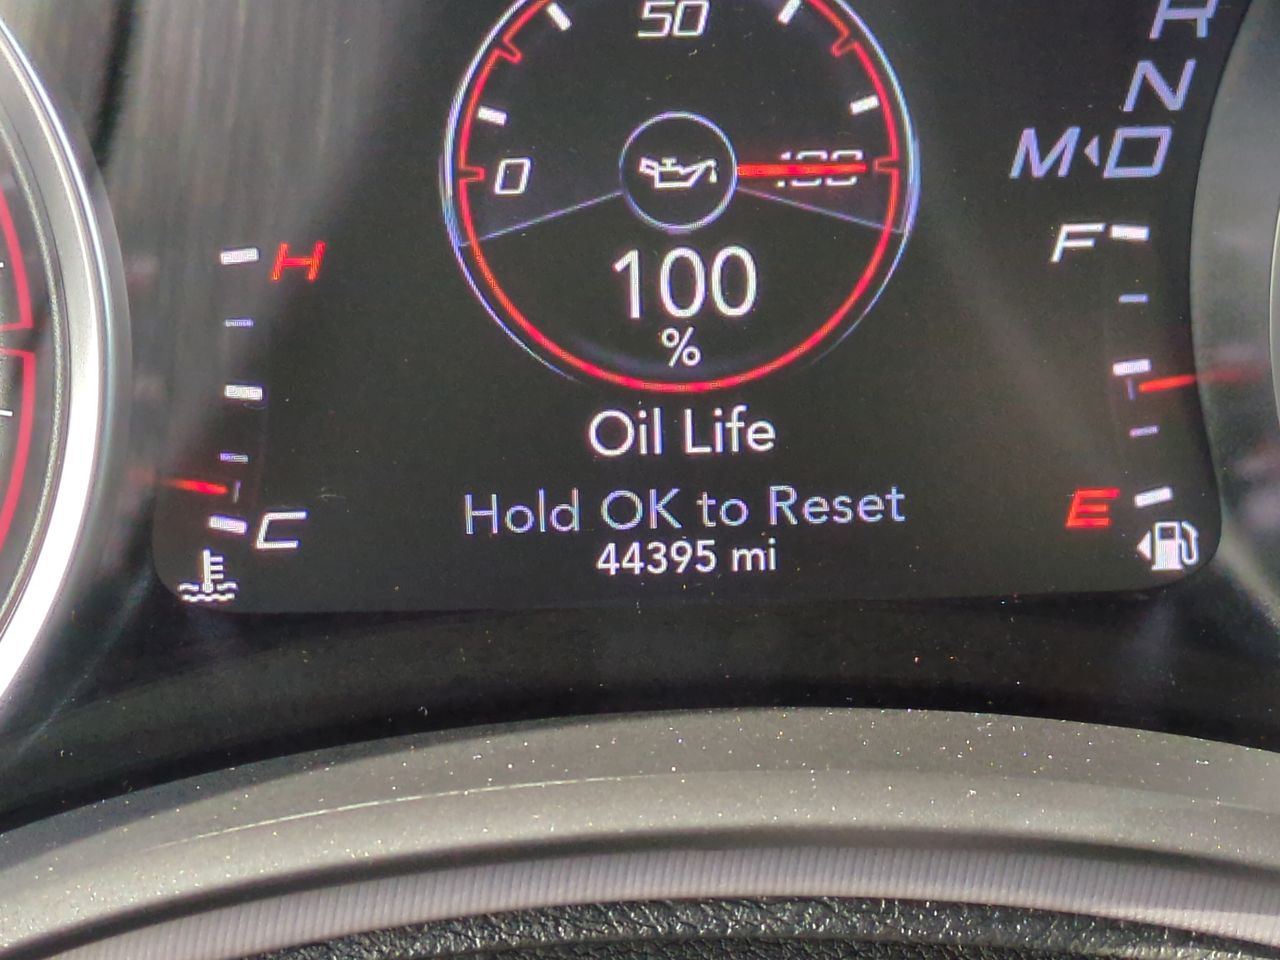 50
R
N
M D
0 100
F
H
100
%
Oil Life
Hold OK to Reset
E
C
44395 mi